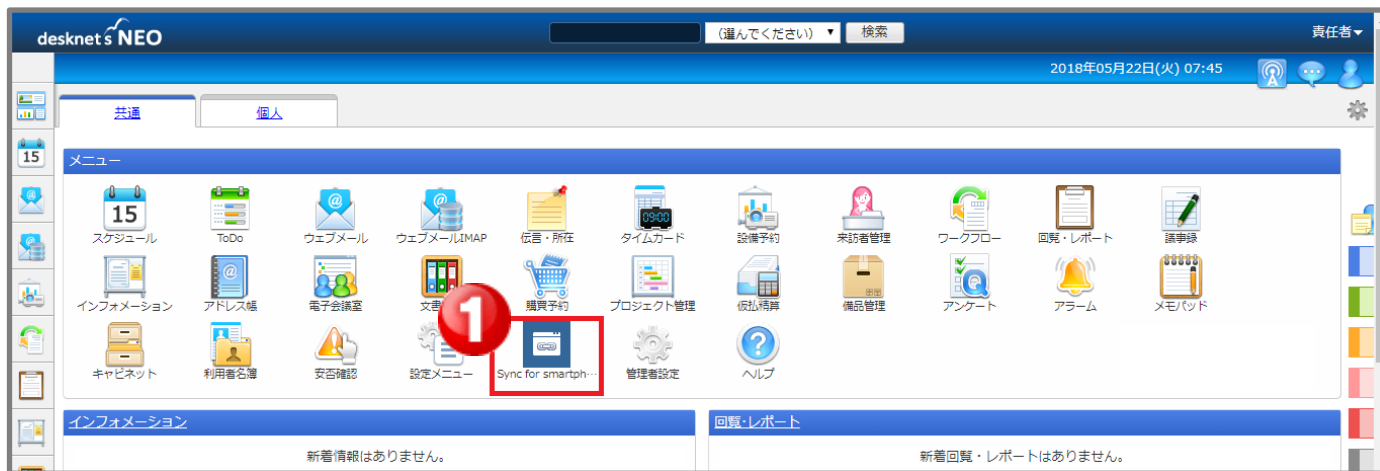 desknet's NEO
(選んでください) ▼ 検索 責任者▼
2018年05月22日(火) 07:45
共通 個人
15
メニュー
15 09:00
スケジュール ToDo ウェブメール ウェブメールIMAP 伝言・所在 タイムカード 設備予約 来訪者管理 ワークフロー 回覧・レポート 議事録
インフォメーション アドレス帳 電子会議室 文書 購買予約 プロジェクト管理 仮払精算 備品管理 アンケート アラーム メモパッド
1
キャビネット 利用者名簿 安否確認 設定メニュー Sync for smartph… 管理者設定 ヘルプ
インフォメーション 回覧・レポート
新着情報はありません。 新着回覧・レポートはありません。